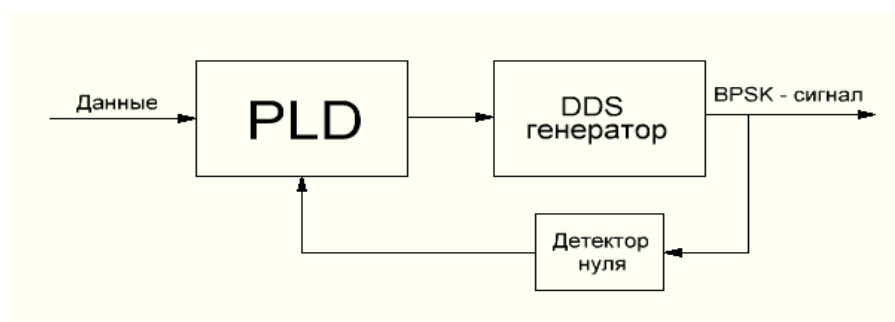 Данные
PLD
DDS
генератор
BPSK - сигнал
Детектор
нуля